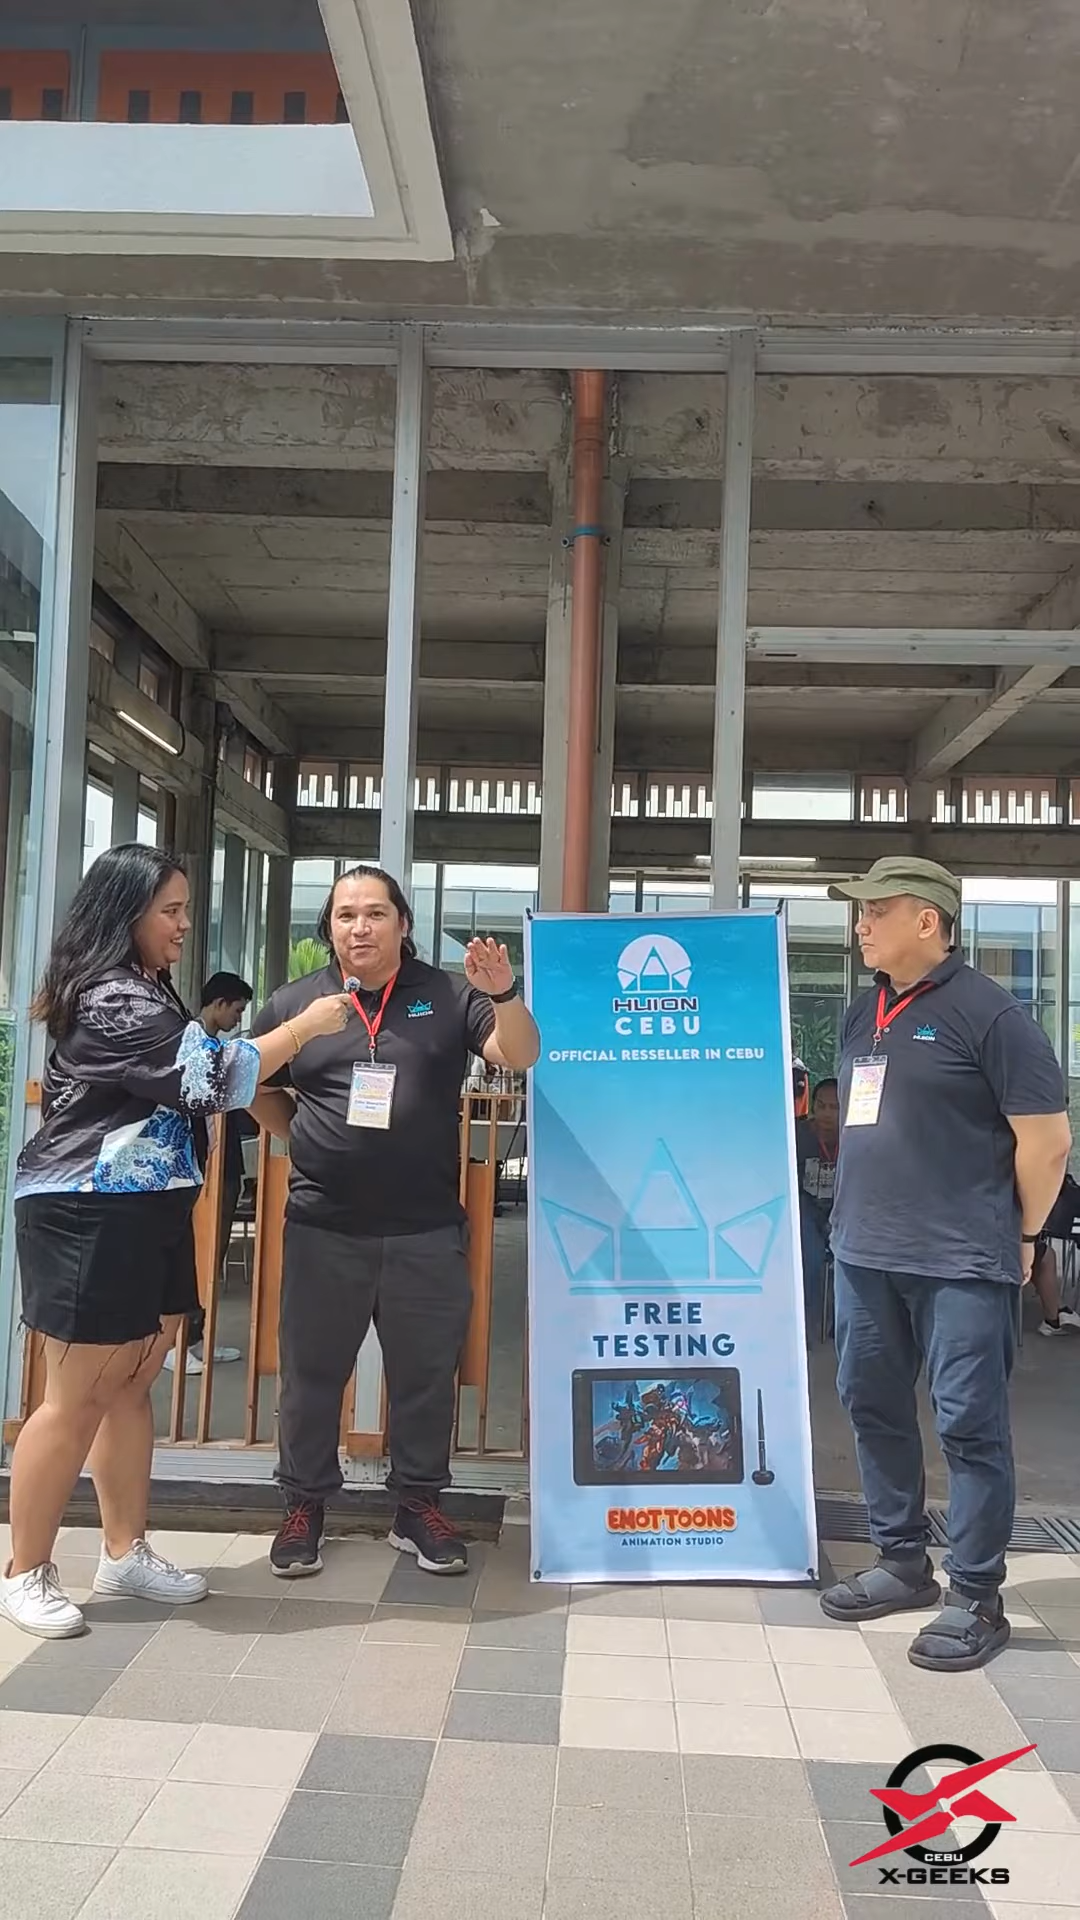 HUION
CEBU
OFFICIAL RESSELLER IN CEBU
FREE
TESTING
EMOTTOONS
ANIMATION STUDIO
HUION
HUION
CEBU
X-GEEKS